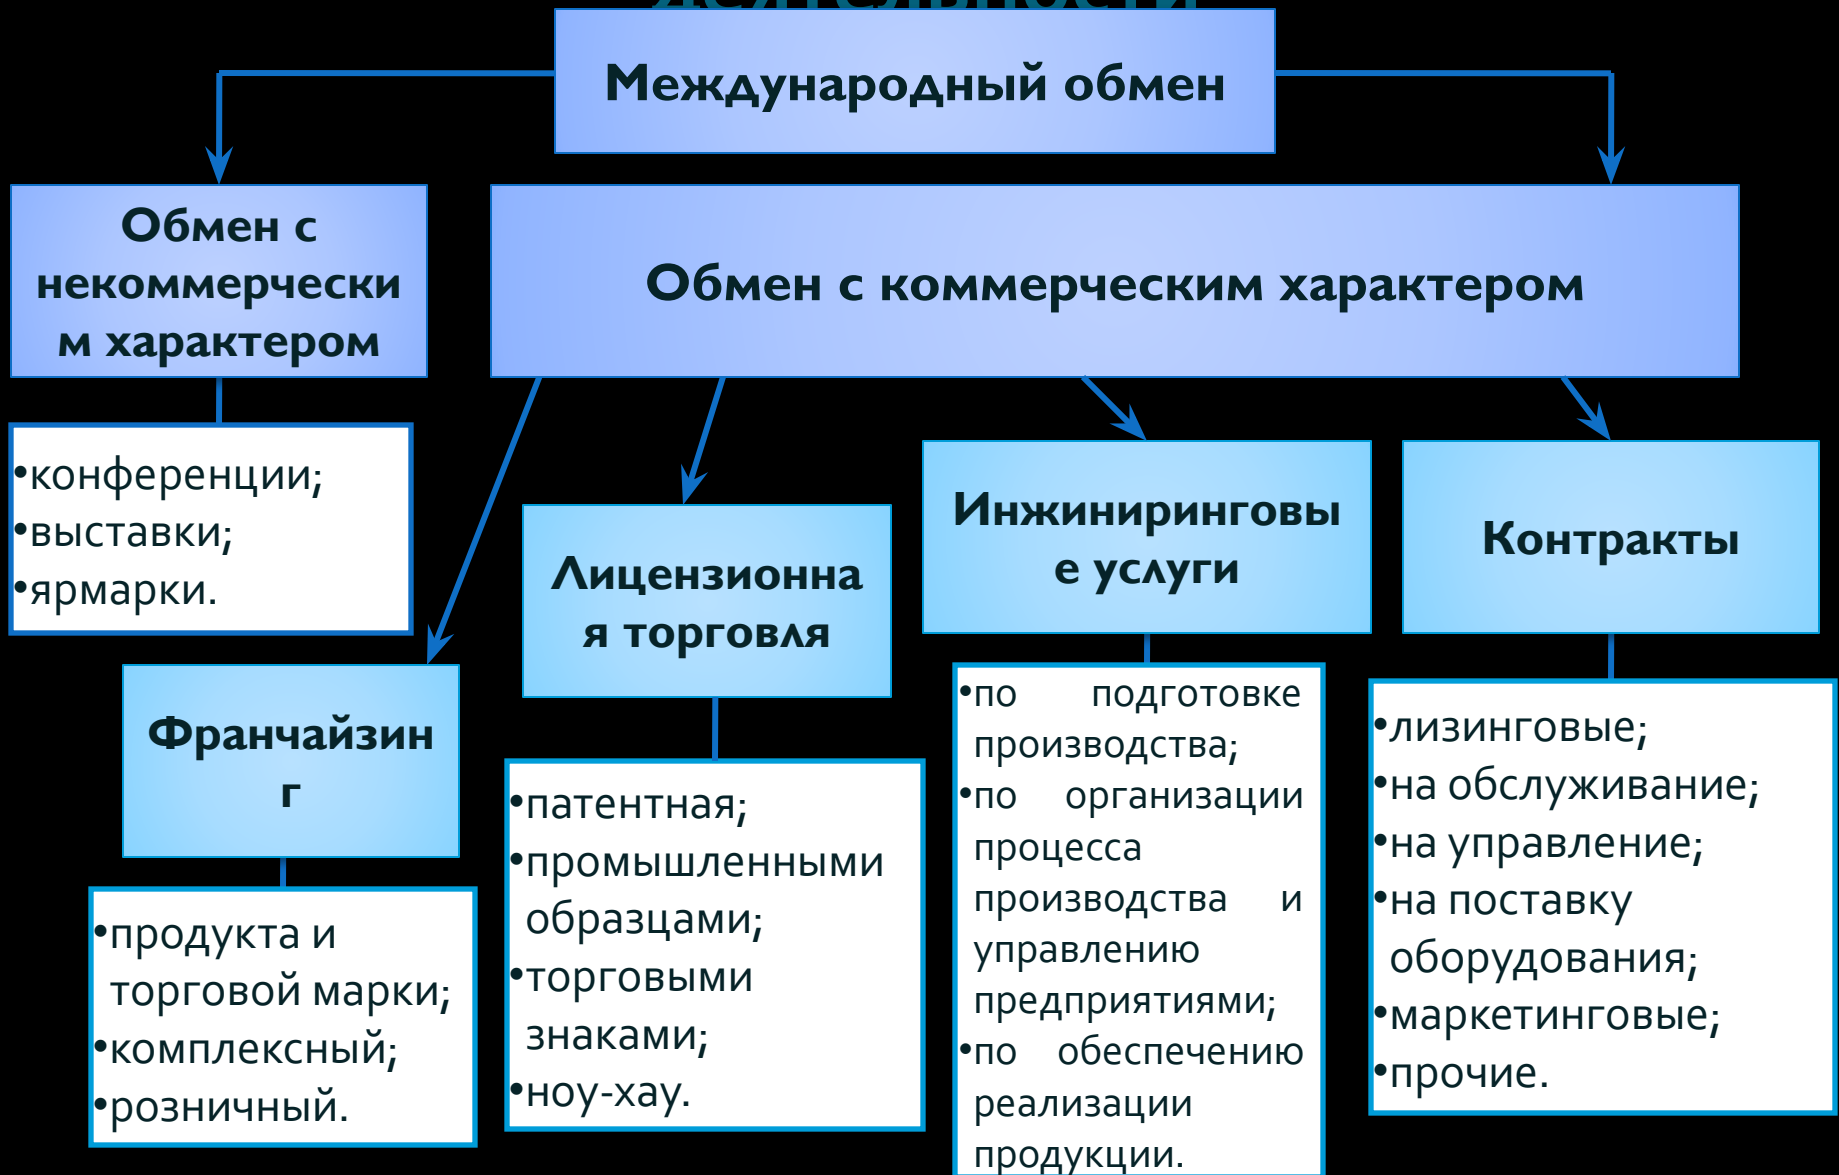 деятельности
Международный обмен
Обмен с
некоммерчески
м характером
Обмен с коммерческим характером
•конференции;
•выставки;
•ярмарки.
Франчайзин
г
•продукта и
торговой марки;
•комплексный;
•розничный.
Лицензионна
я торговля
•патентная;
•промышленными
образцами;
•торговыми
знаками;
•ноу-хау.
Инжиниринговы
е услуги
•по подготовке
производства;
•по организации
процесса
производства и
управлению
предприятиями;
•по обеспечению
реализации
продукции.
Контракты
•лизинговые;
•на обслуживание;
•на управление;
•на поставку
оборудования;
•маркетинговые;
•прочие.